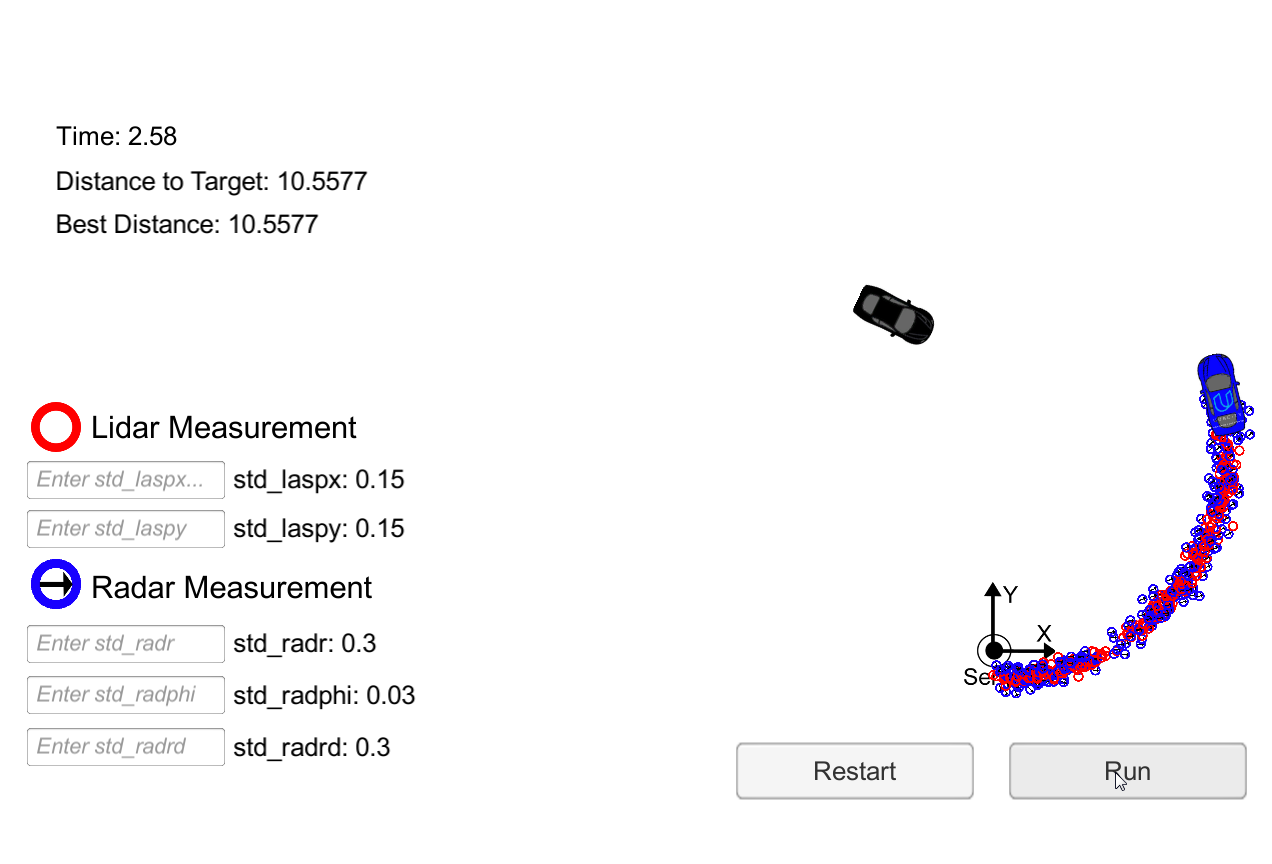 Time: 2.58
Distance to Target: 10.5577
Best Distance: 10.5577
Lidar Measurement
Enter std_laspx... std_laspx: 0.15
Enter std_laspy std_laspy: 0.15
Radar Measurement
Enter std_radr std_radr: 0.3
Enter std_radphi std_radphi: 0.03
Enter std_radrd std_radrd: 0.3
Y
X
Restart
Run